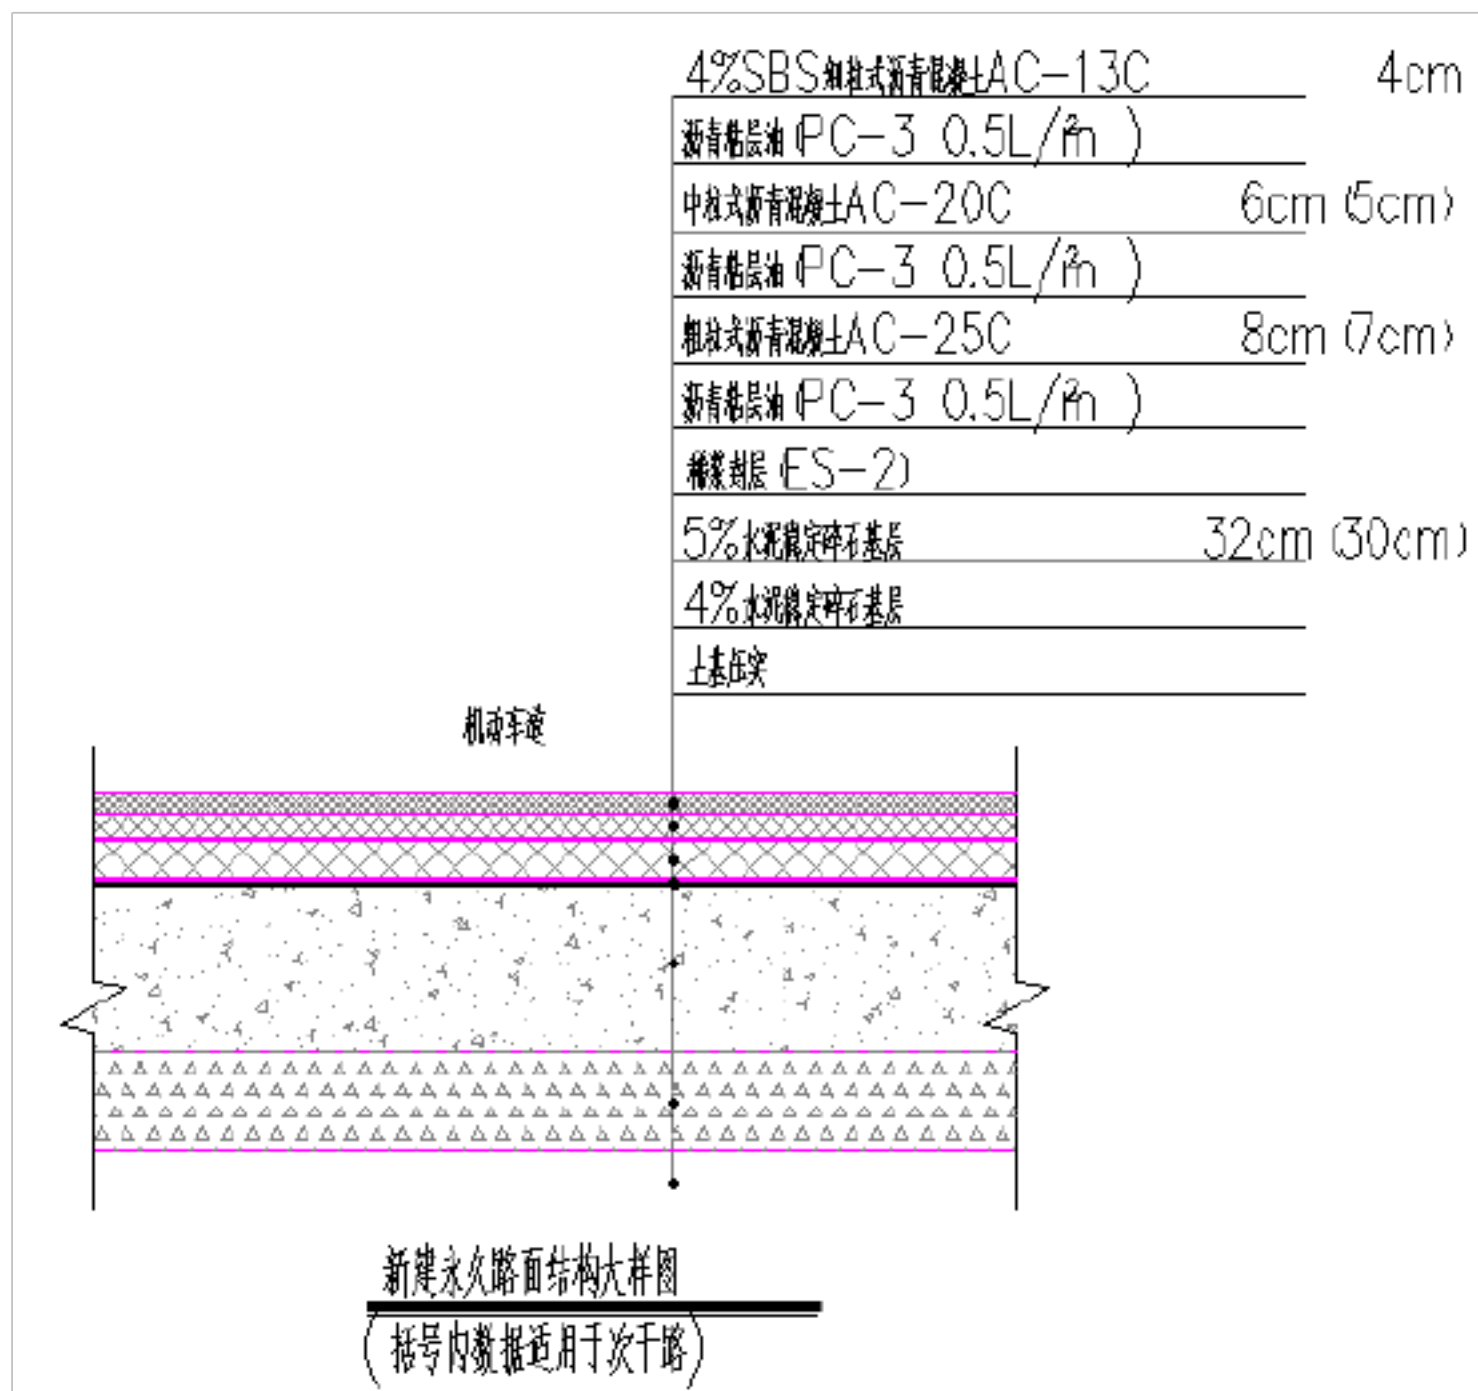 4%SBS细粒式沥青混凝土AC-13C 4cm
沥青粘层油(PC-3 0.5L/m²)
中粒式沥青混凝土AC-20C 6cm(5cm)
沥青粘层油(PC-3 0.5L/m²)
粗粒式沥青混凝土AC-25C 8cm(7cm)
沥青粘层油(PC-3 0.5L/m²)
稀浆封层(ES-2)
5%水泥稳定碎石基层 32cm(30cm)
4%水泥稳定碎石基层
土基压实
机动车道
新建永久路面结构大样图
(括号内数据适用于次干路)